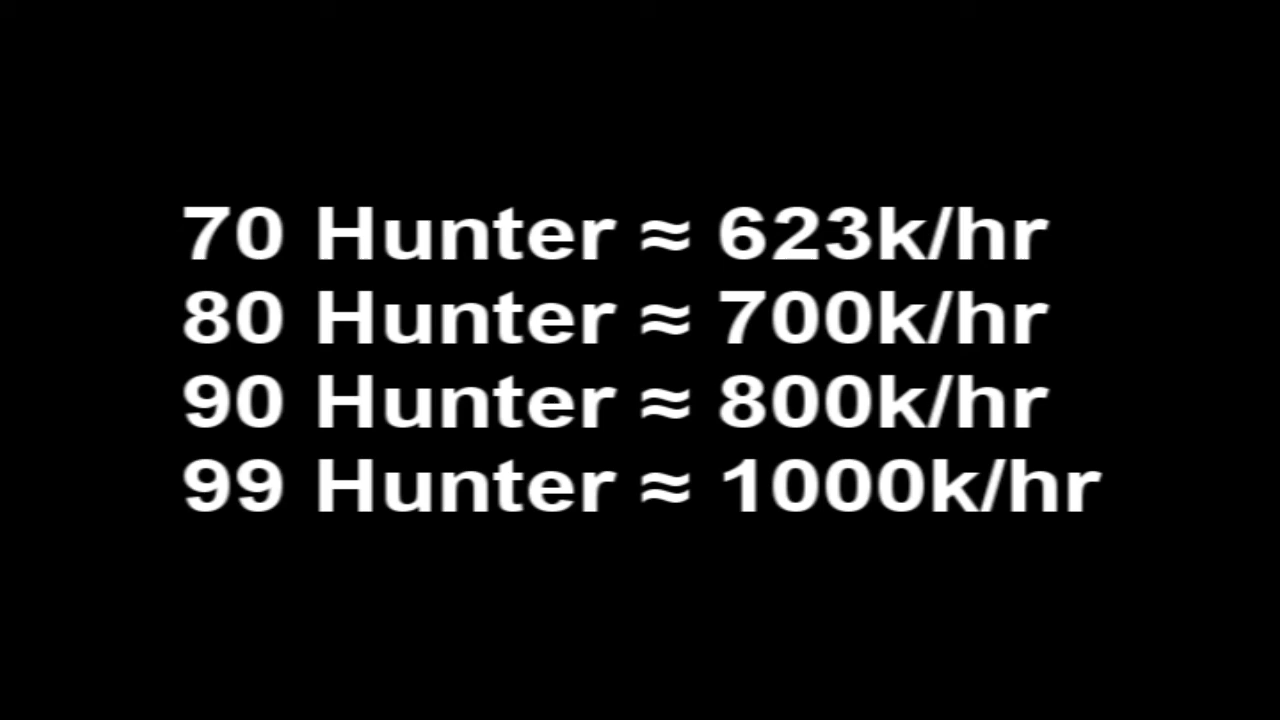 70 Hunter ≈ 623k/hr
80 Hunter ≈ 700k/hr
90 Hunter ≈ 800k/hr
99 Hunter ≈ 1000k/hr